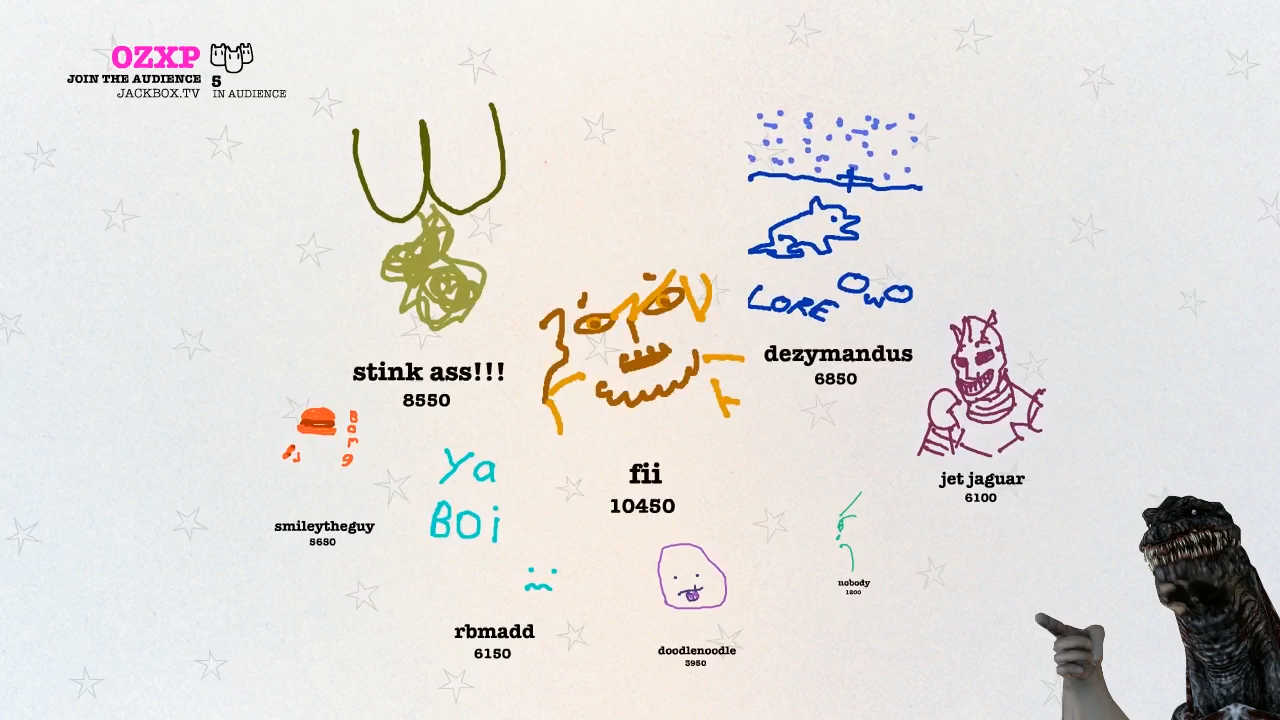 OZXP
JOIN THE AUDIENCE
JACKBOX.TV
5
IN AUDIENCE
stink ass!!!
8550
LORE OwO
dezymandus
6850
jet jaguar
6100
Borg
smileytheguy
5650
Ya
BOi
rbmadd
6150
fii
10450
doodlenoodle
3950
nobody
1200